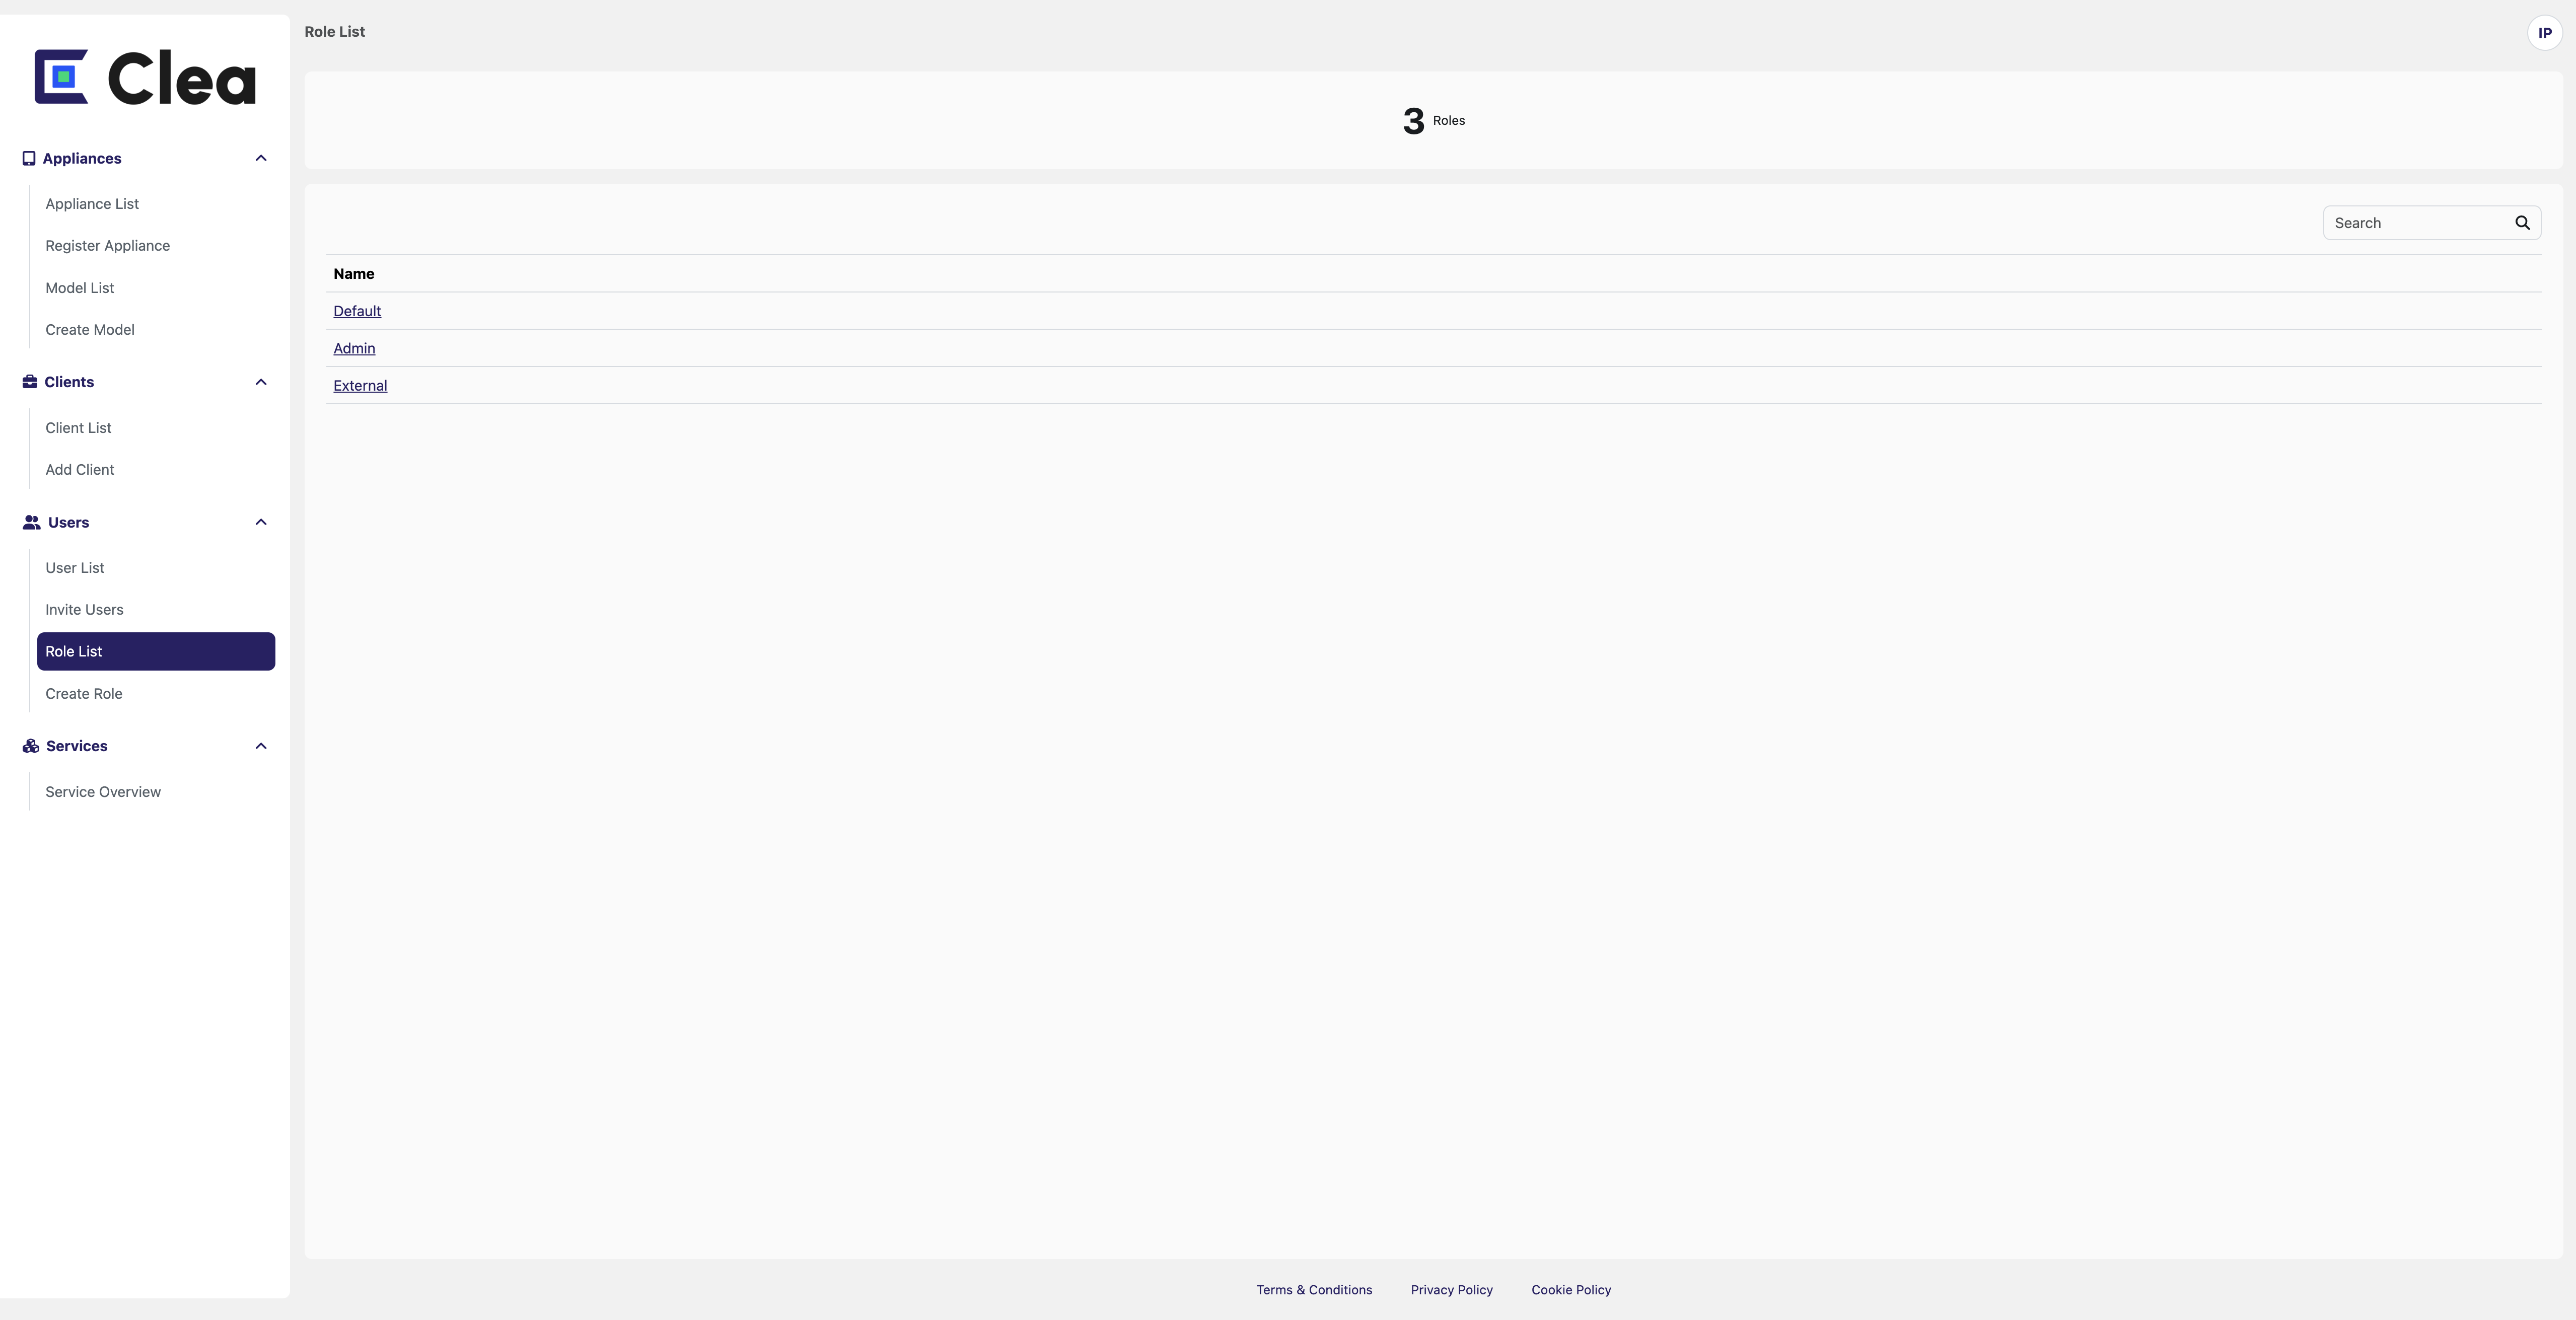 Clea
Appliances
Appliance List
Register Appliance
Model List
Create Model
Clients
Client List
Add Client
Users
User List
Invite Users
Role List
Create Role
Services
Service Overview
Role List
IP
3 Roles
Search
Name
Default
Admin
External
Terms & Conditions Privacy Policy Cookie Policy